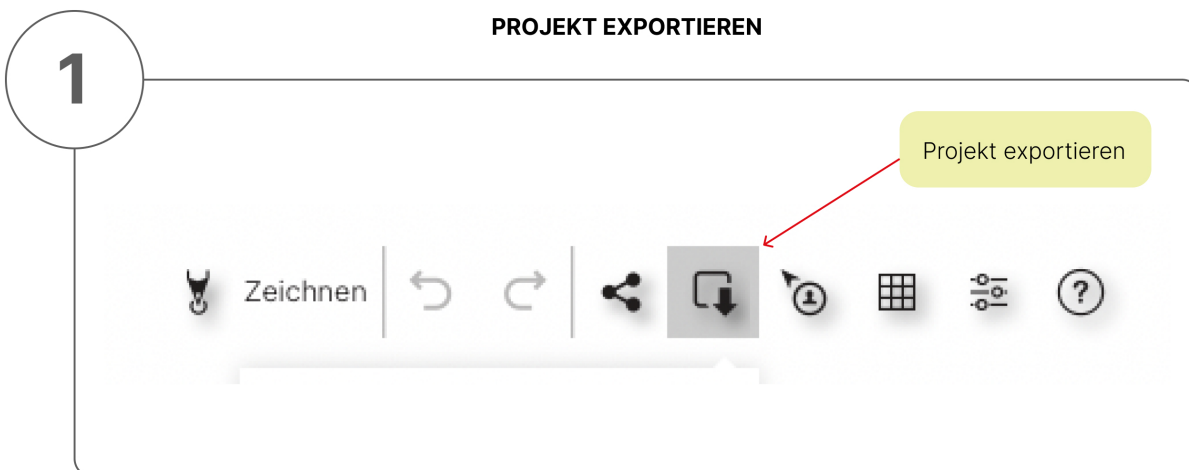 PROJEKT EXPORTIEREN
1
Projekt exportieren
Zeichnen
?